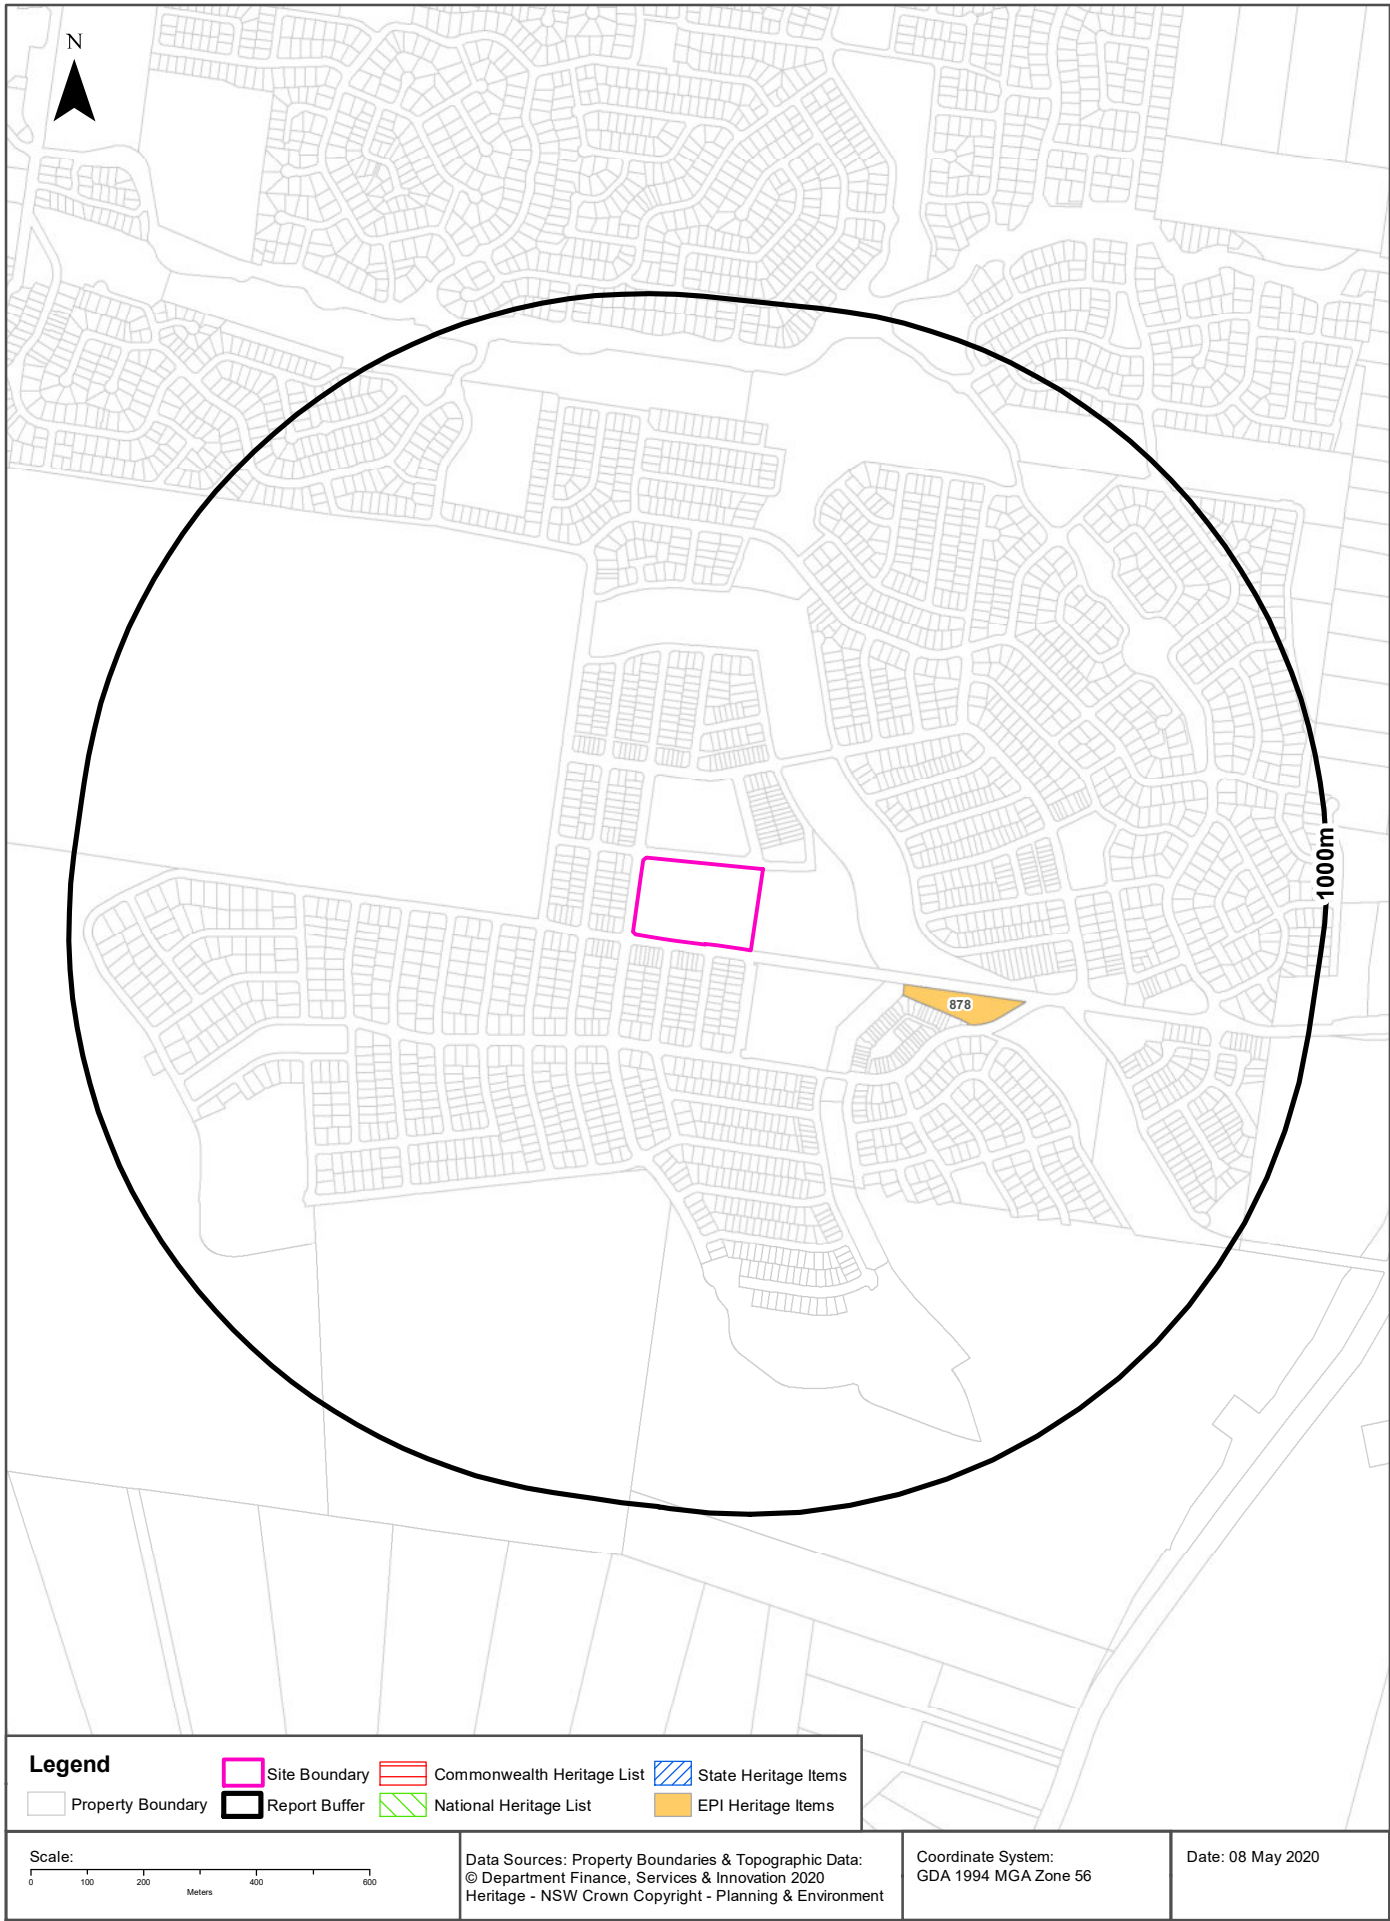 N
1000m
878
Legend
Property Boundary
Site Boundary
Report Buffer
Commonwealth Heritage List
National Heritage List
State Heritage Items
EPI Heritage Items
Scale:
0 100 200 400 600
Meters
Data Sources: Property Boundaries & Topographic Data:
© Department Finance, Services & Innovation 2020
Heritage - NSW Crown Copyright - Planning & Environment
Coordinate System:
GDA 1994 MGA Zone 56
Date: 08 May 2020